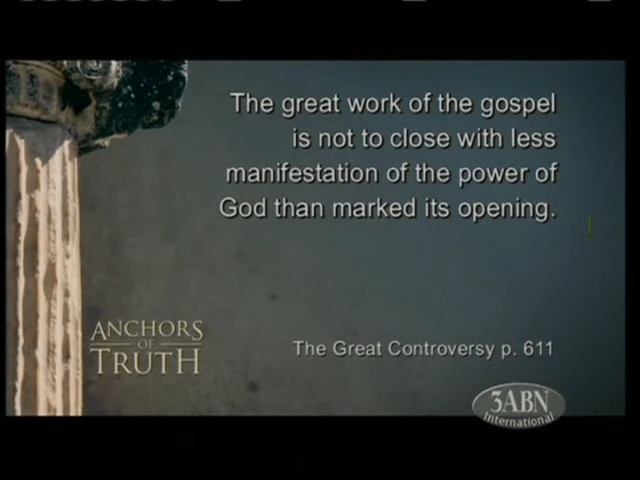 The great work of the gospel
is not to close with less
manifestation of the power of
God than marked its opening.
ANCHORS
OF
TRUTH
The Great Controversy p. 611
3ABN
International